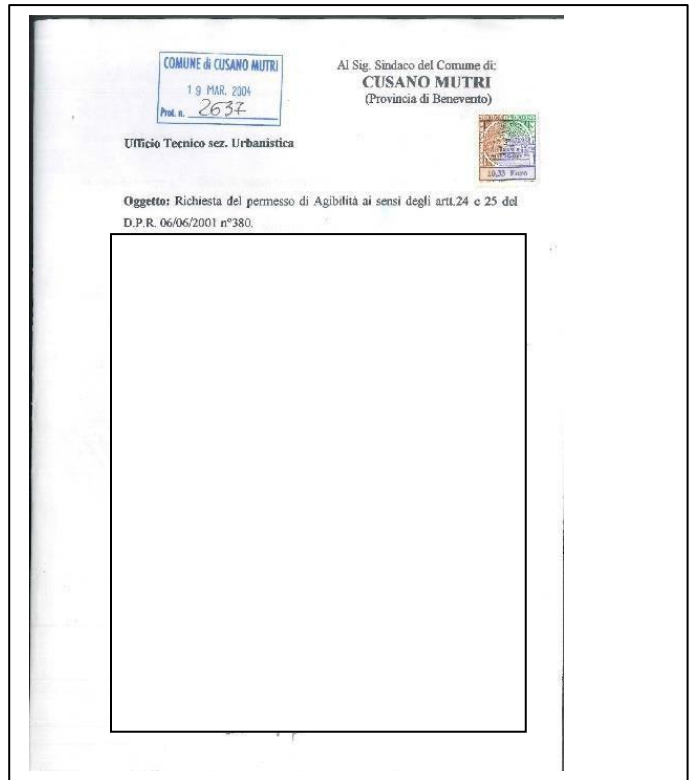 COMUNE di CUSANO MUTRI
19 MAR. 2004
Prot. n. 2637
Al Sig. Sindaco del Comune di:
CUSANO MUTRI
(Provincia di Benevento)
10,33 Euro
Ufficio Tecnico sez. Urbanistica
Oggetto: Richiesta del permesso di Agibilità ai sensi degli artt.24 e 25 del
D.P.R. 06/06/2001 n°380.